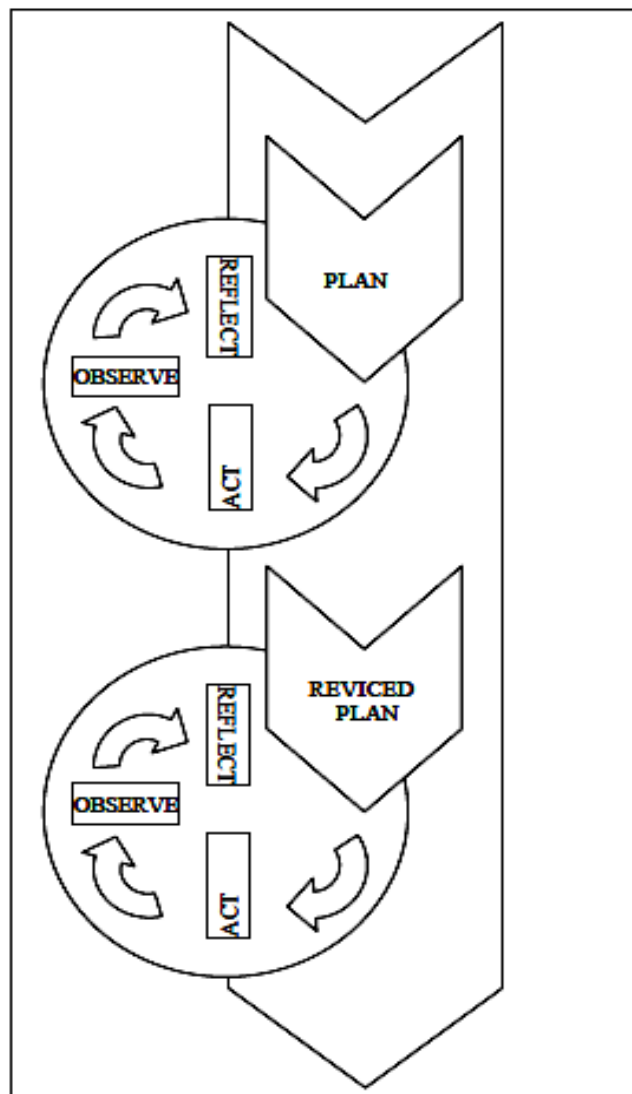 PLAN
REFLECT
OBSERVE
ACT
REVICED
PLAN
REFLECT
OBSERVE
ACT